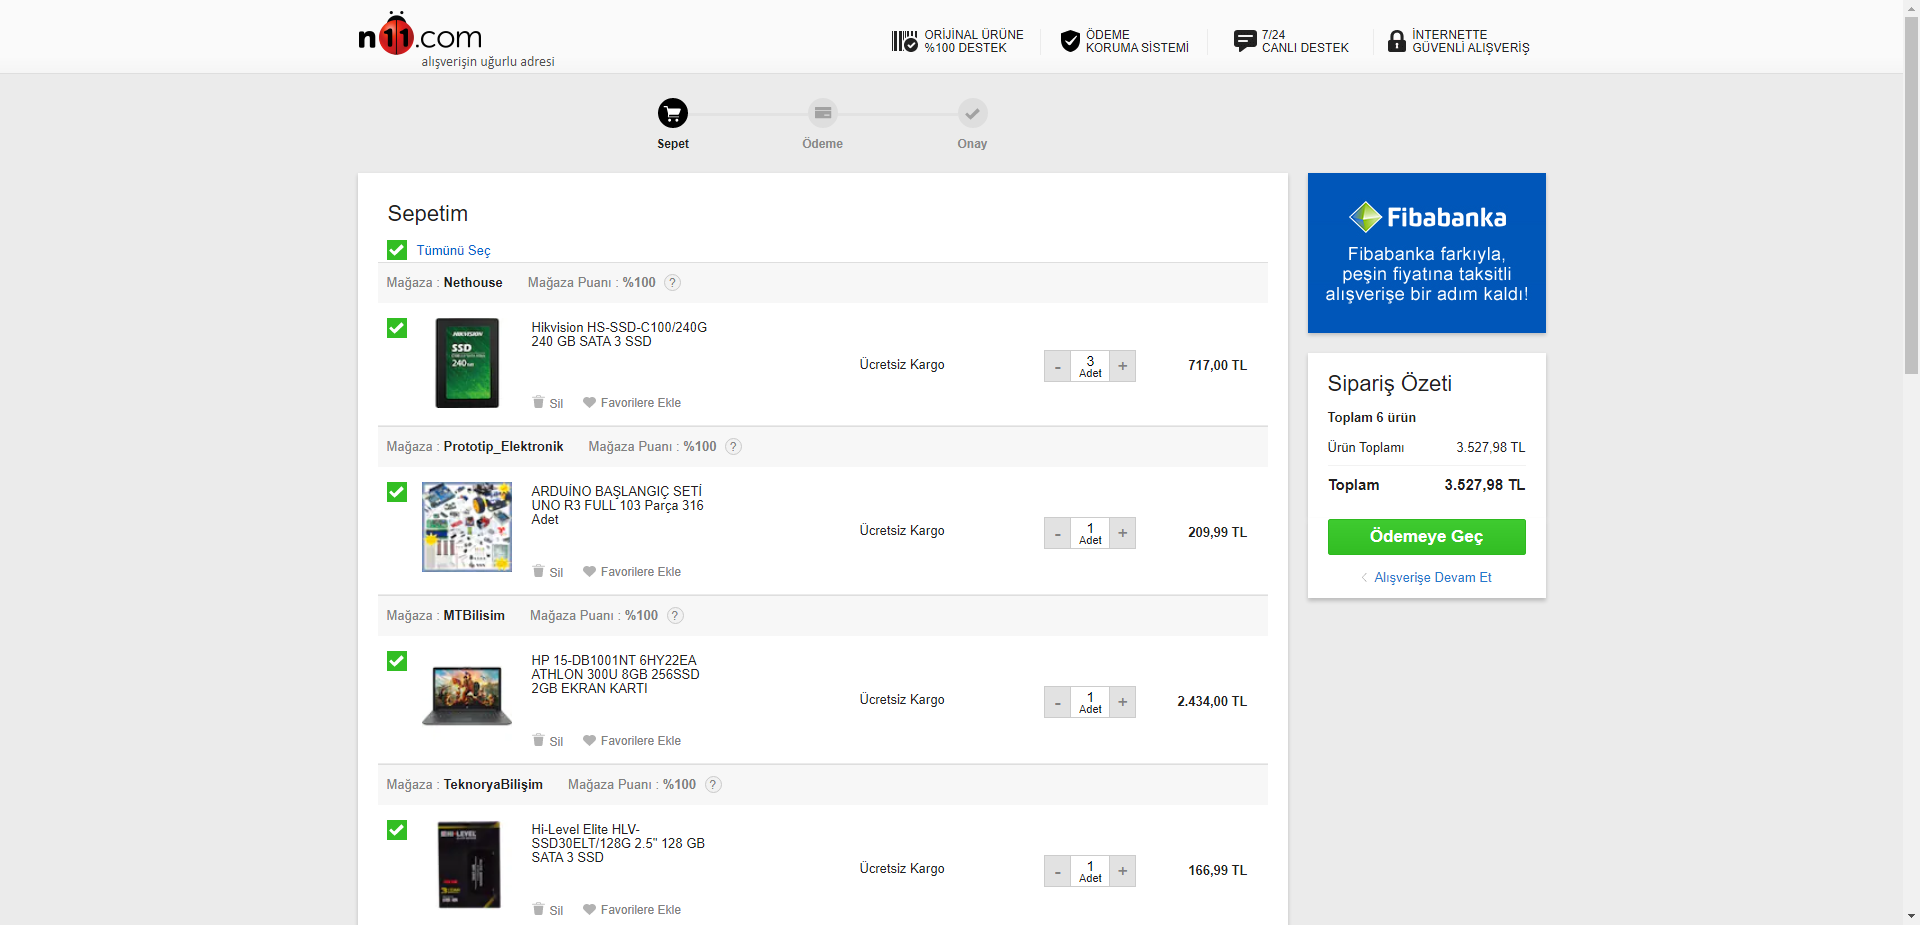 n11.com
alışverişin uğurlu adresi
ORİJİNAL ÜRÜNE
%100 DESTEK
ÖDEME
KORUMA SİSTEMİ
7/24
CANLI DESTEK
İNTERNETTE
GÜVENLİ ALIŞVERİŞ
Sepet
Ödeme
Onay
Sepetim
Tümünü Seç
Mağaza : Nethouse Mağaza Puanı : %100 ?
HIKVISION
SSD
240
Hikvision HS-SSD-C100/240G
240 GB SATA 3 SSD
Ücretsiz Kargo
- 3 Adet +
717,00 TL
Sil Favorilere Ekle
Mağaza : Prototip_Elektronik Mağaza Puanı : %100 ?
ARDUİNO BAŞLANGIÇ SETİ
UNO R3 FULL 103 Parça 316
Adet
Ücretsiz Kargo
- 1 Adet +
209,99 TL
Sil Favorilere Ekle
Mağaza : MTBilisim Mağaza Puanı : %100 ?
HP 15-DB1001NT 6HY22EA
ATHLON 300U 8GB 256SSD
2GB EKRAN KARTI
Ücretsiz Kargo
- 1 Adet +
2.434,00 TL
Sil Favorilere Ekle
Mağaza : TeknoryaBilişim Mağaza Puanı : %100 ?
HI-LEVEL
Hi-Level Elite HLV-
SSD30ELT/128G 2.5" 128 GB
SATA 3 SSD
Ücretsiz Kargo
- 1 Adet +
166,99 TL
Sil Favorilere Ekle
Fibabanka
Fibabanka farkıyla,
peşin fiyatına taksitli
alışverişe bir adım kaldı!
Sipariş Özeti
Toplam 6 ürün
Ürün Toplamı 3.527,98 TL
Toplam 3.527,98 TL
Ödemeye Geç
Alışverişe Devam Et